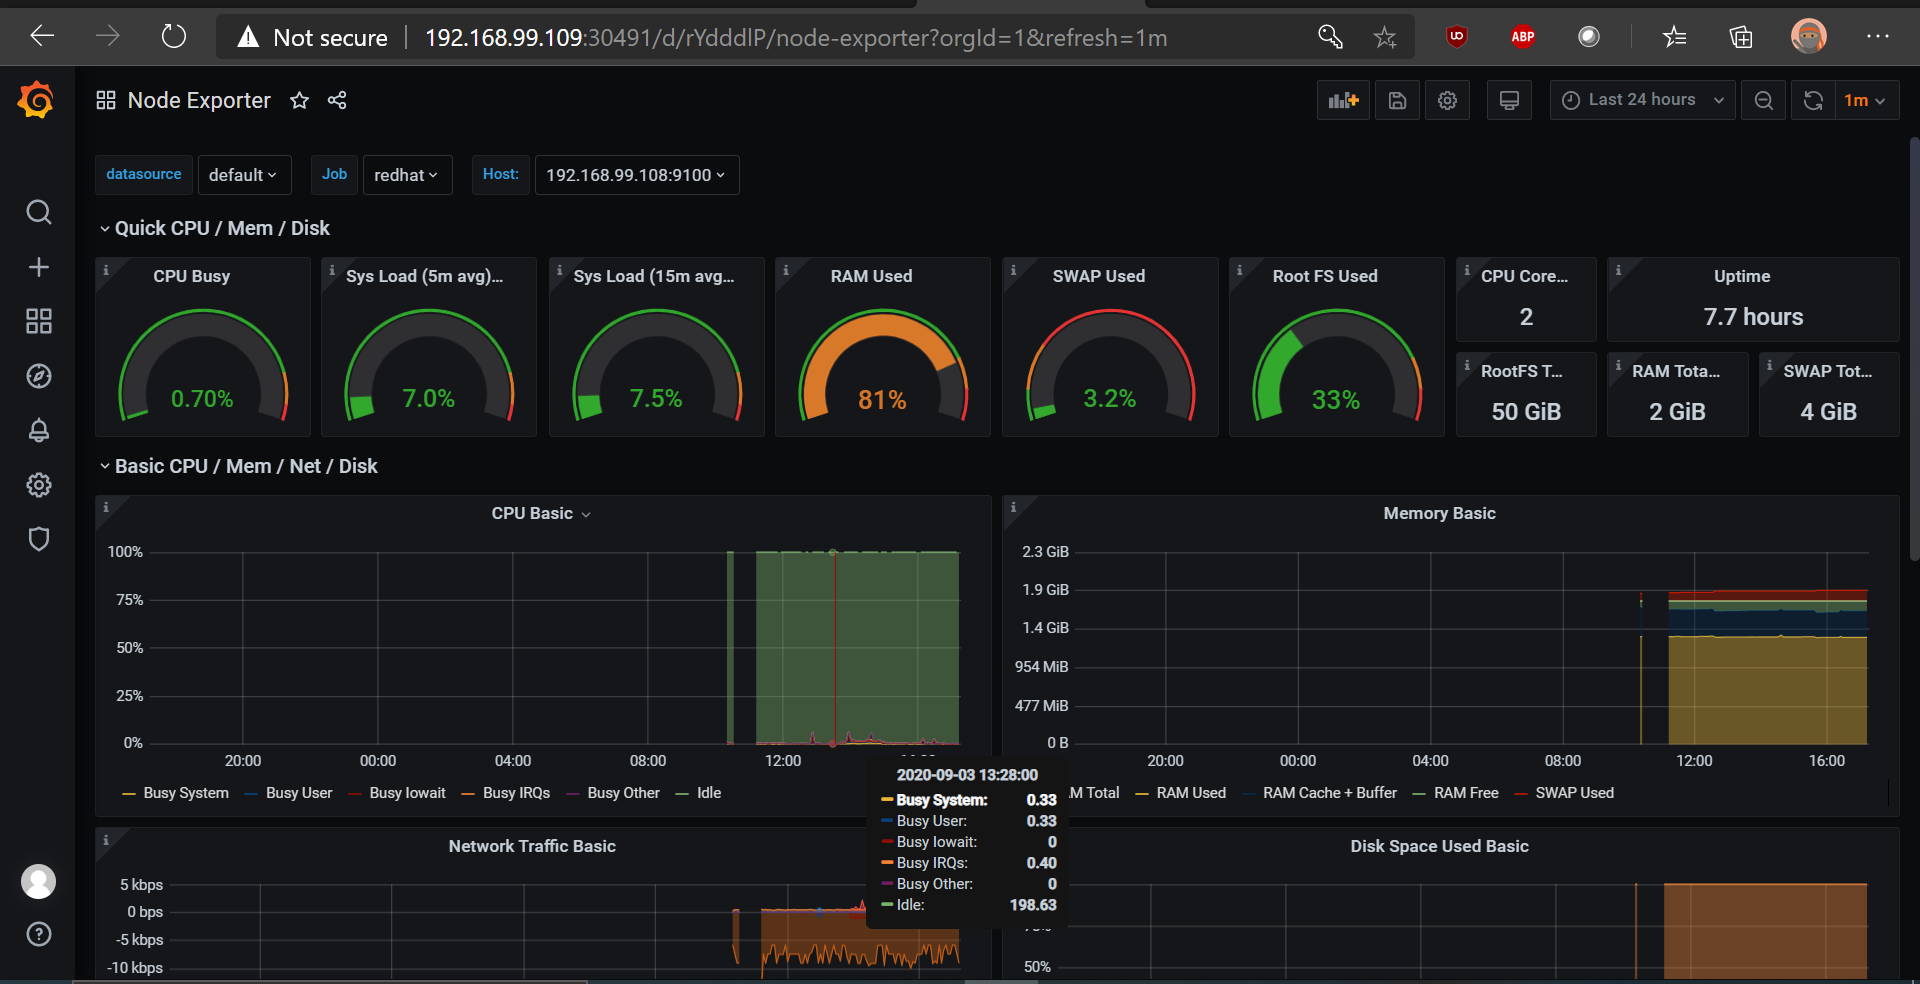 Not secure 192.168.99.109:30491/d/rYdddlP/node-exporter?orgId=1&refresh=1m
UO ABP
Node Exporter
Last 24 hours 1m
datasource default Job redhat Host: 192.168.99.108:9100
Quick CPU / Mem / Disk
CPU Busy
0.70%
Sys Load (5m avg)...
7.0%
Sys Load (15m avg...
7.5%
RAM Used
81%
SWAP Used
3.2%
Root FS Used
33%
CPU Core...
2
Uptime
7.7 hours
RootFS T...
50 GiB
RAM Tota...
2 GiB
SWAP Tot...
4 GiB
Basic CPU / Mem / Net / Disk
CPU Basic
100%
75%
50%
25%
0%
20:00 00:00 04:00 08:00 12:00
Busy System Busy User Busy Iowait Busy IRQs Busy Other Idle
Memory Basic
2.3 GiB
1.9 GiB
1.4 GiB
954 MiB
477 MiB
0 B
20:00 00:00 04:00 08:00 12:00 16:00
M Total RAM Used RAM Cache + Buffer RAM Free SWAP Used
2020-09-03 13:28:00
Busy System: 0.33
Busy User: 0.33
Busy Iowait: 0
Busy IRQs: 0.40
Busy Other: 0
Idle: 198.63
Network Traffic Basic
5 kbps
0 bps
-5 kbps
-10 kbps
Disk Space Used Basic
50%